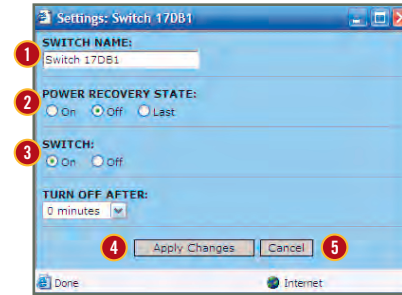 Settings: Switch 17DB1
SWITCH NAME:
1
Switch 17DB1
POWER RECOVERY STATE:
2
On Off Last
SWITCH:
3
On Off
TURN OFF AFTER:
0 minutes
4 Apply Changes Cancel 5
Done Internet